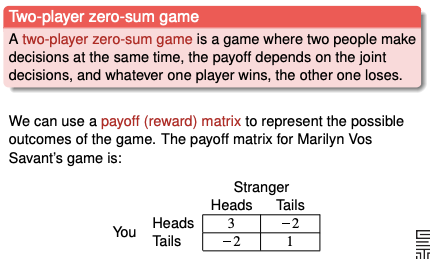 Two-player zero-sum game
A two-player zero-sum game is a game where two people make
decisions at the same time, the payoff depends on the joint
decisions, and whatever one player wins, the other one loses.
We can use a payoff (reward) matrix to represent the possible
outcomes of the game. The payoff matrix for Marilyn Vos
Savant's game is:
Stranger
Heads Tails
You
Heads 3 −2
Tails −2 1